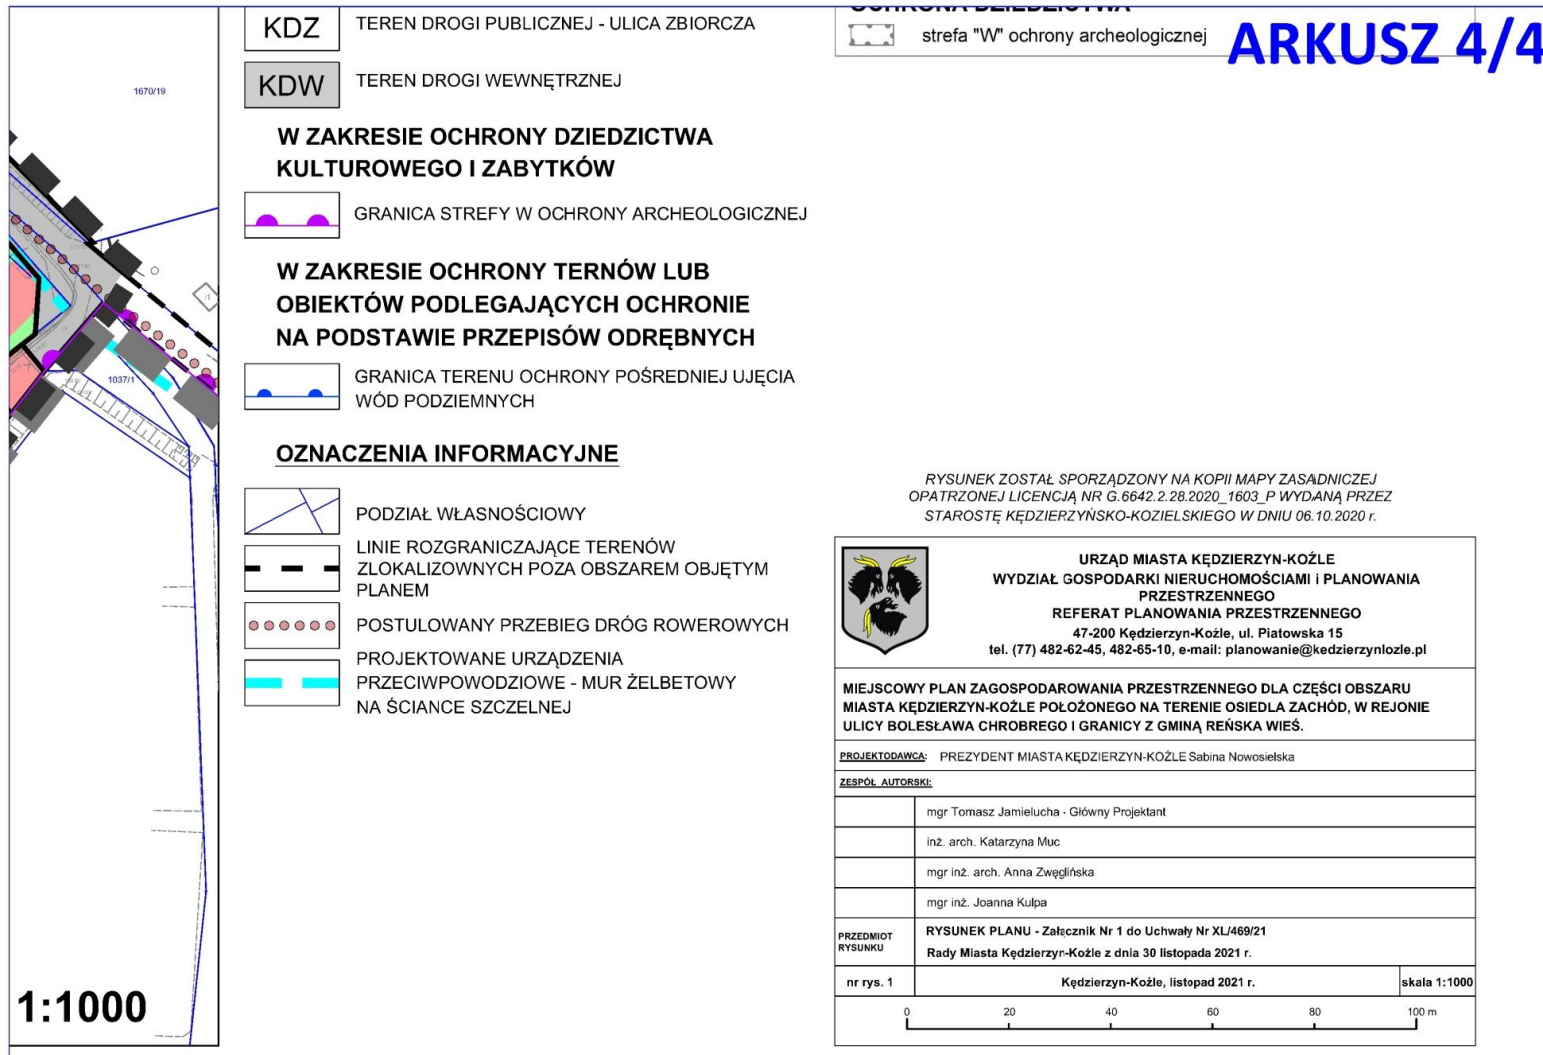 KDZ TEREN DROGI PUBLICZNEJ - ULICA ZBIORCZA
KDW TEREN DROGI WEWNĘTRZNEJ
W ZAKRESIE OCHRONY DZIEDZICTWA
KULTUROWEGO I ZABYTKÓW
GRANICA STREFY W OCHRONY ARCHEOLOGICZNEJ
W ZAKRESIE OCHRONY TERNÓW LUB
OBIEKTÓW PODLEGAJĄCYCH OCHRONIE
NA PODSTAWIE PRZEPISÓW ODRĘBNYCH
GRANICA TERENU OCHRONY POŚREDNIEJ UJĘCIA
WÓD PODZIEMNYCH
OZNACZENIA INFORMACYJNE
PODZIAŁ WŁASNOŚCIOWY
LINIE ROZGRANICZAJĄCE TERENÓW
ZLOKALIZOWNYCH POZA OBSZAREM OBJĘTYM
PLANEM
POSTULOWANY PRZEBIEG DRÓG ROWEROWYCH
PROJEKTOWANE URZĄDZENIA
PRZECIWPOWODZIOWE - MUR ŻELBETOWY
NA ŚCIANCE SZCZELNEJ
1670/19
1037/1
1:1000
OCHRONA DZIEDZICTWA
strefa "W" ochrony archeologicznej
ARKUSZ 4/4
RYSUNEK ZOSTAŁ SPORZĄDZONY NA KOPII MAPY ZASADNICZEJ
OPATRZONEJ LICENCJĄ NR G.6642.2.28.2020_1603_P WYDANĄ PRZEZ
STAROSTĘ KĘDZIERZYŃSKO-KOZIELSKIEGO W DNIU 06.10.2020 r.
URZĄD MIASTA KĘDZIERZYN-KOŹLE
WYDZIAŁ GOSPODARKI NIERUCHOMOŚCIAMI i PLANOWANIA
PRZESTRZENNEGO
REFERAT PLANOWANIA PRZESTRZENNEGO
47-200 Kędzierzyn-Koźle, ul. Piatowska 15
tel. (77) 482-62-45, 482-65-10, e-mail: planowanie@kedzierzynlozle.pl
MIEJSCOWY PLAN ZAGOSPODAROWANIA PRZESTRZENNEGO DLA CZĘŚCI OBSZARU
MIASTA KĘDZIERZYN-KOŹLE POŁOŻONEGO NA TERENIE OSIEDLA ZACHÓD, W REJONIE
ULICY BOLESŁAWA CHROBREGO I GRANICY Z GMINĄ REŃSKA WIEŚ.
PROJEKTODAWCA: PREZYDENT MIASTA KĘDZIERZYN-KOŹLE Sabina Nowosielska
ZESPÓŁ AUTORSKI:
mgr Tomasz Jamielucha - Główny Projektant
inż. arch. Katarzyna Muc
mgr inż. arch. Anna Zwęglińska
mgr inż. Joanna Kulpa
PRZEDMIOT
RYSUNKU
RYSUNEK PLANU - Załącznik Nr 1 do Uchwały Nr XL/469/21
Rady Miasta Kędzierzyn-Koźle z dnia 30 listopada 2021 r.
nr rys. 1 Kędzierzyn-Koźle, listopad 2021 r. skala 1:1000
0 20 40 60 80 100 m